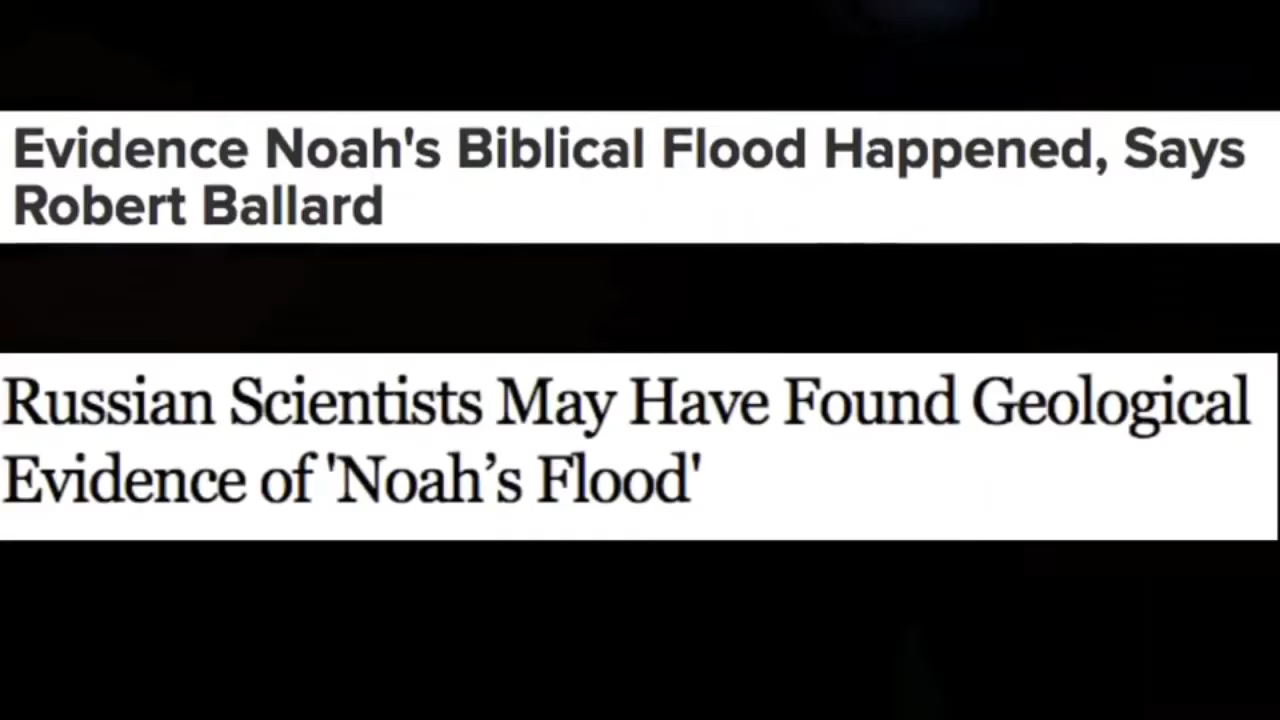 Evidence Noah's Biblical Flood Happened, Says
Robert Ballard
Russian Scientists May Have Found Geological
Evidence of 'Noah’s Flood'